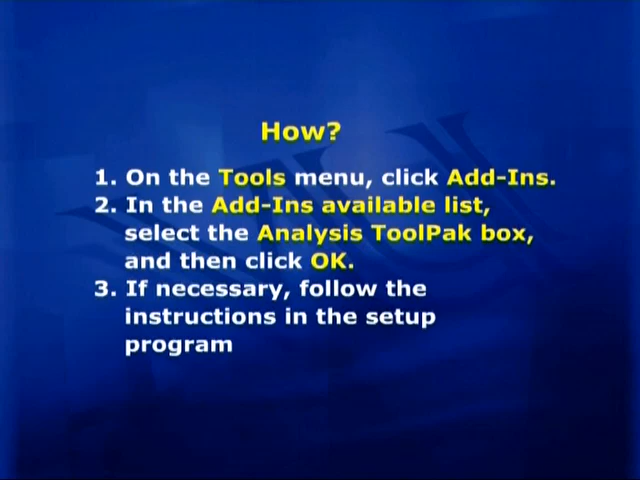 How?
1. On the Tools menu, click Add-Ins.
2. In the Add-Ins available list,
select the Analysis ToolPak box,
and then click OK.
3. If necessary, follow the
instructions in the setup
program